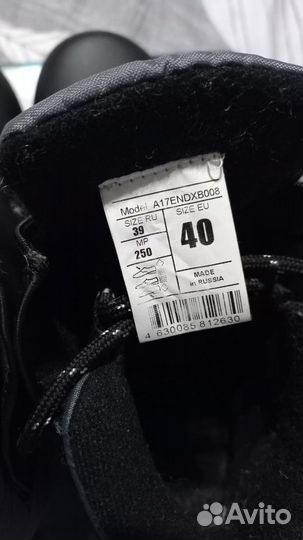 Model A17ENDXB008
SIZE RU
39
MP
250
SIZE EU
40
MADE
in RUSSIA
4 630085 812630
Avito